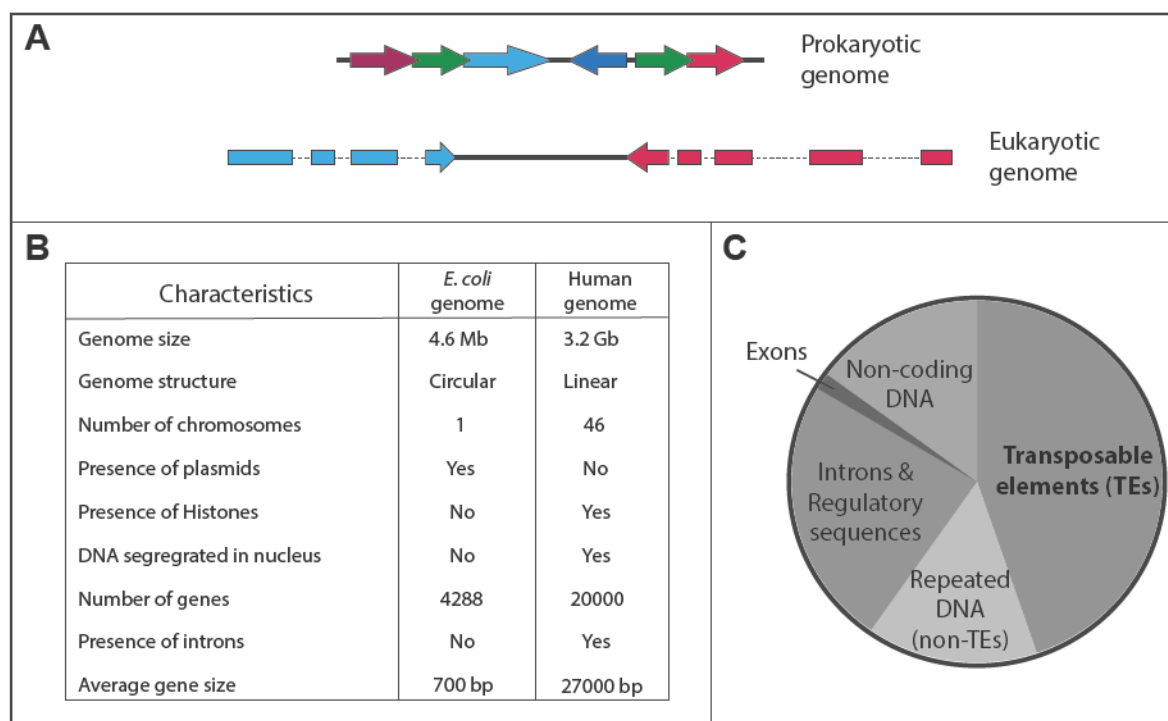 A
Prokaryotic
genome
Eukaryotic
genome
B
Characteristics
E. coli
genome
Human
genome
Genome size 4.6 Mb 3.2 Gb
Genome structure Circular Linear
Number of chromosomes 1 46
Presence of plasmids Yes No
Presence of Histones No Yes
DNA segregrated in nucleus No Yes
Number of genes 4288 20000
Presence of introns No Yes
Average gene size 700 bp 27000 bp
C
Exons
Non-coding
DNA
Transposable
elements (TEs)
Introns &
Regulatory
sequences
Repeated
DNA
(non-TEs)